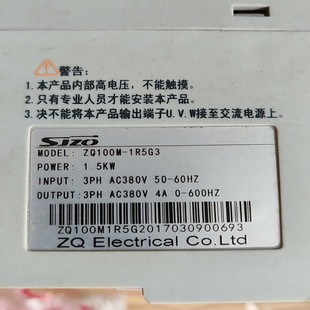 ⚠警告:
1.本产品内部高电压,不能触摸。
2.只有专业人员才能安装本产品。
3.决不能将本产品输出端子U.V.W接至交流电源上。
SIZO
MODEL: ZQ100M-1R5G3
POWER: 1.5KW
INPUT: 3PH AC380V 50-60HZ
OUTPUT:3PH AC380V 4A 0-600HZ
ZQ100M1R5G2017030900693
ZQ Electrical Co.Ltd